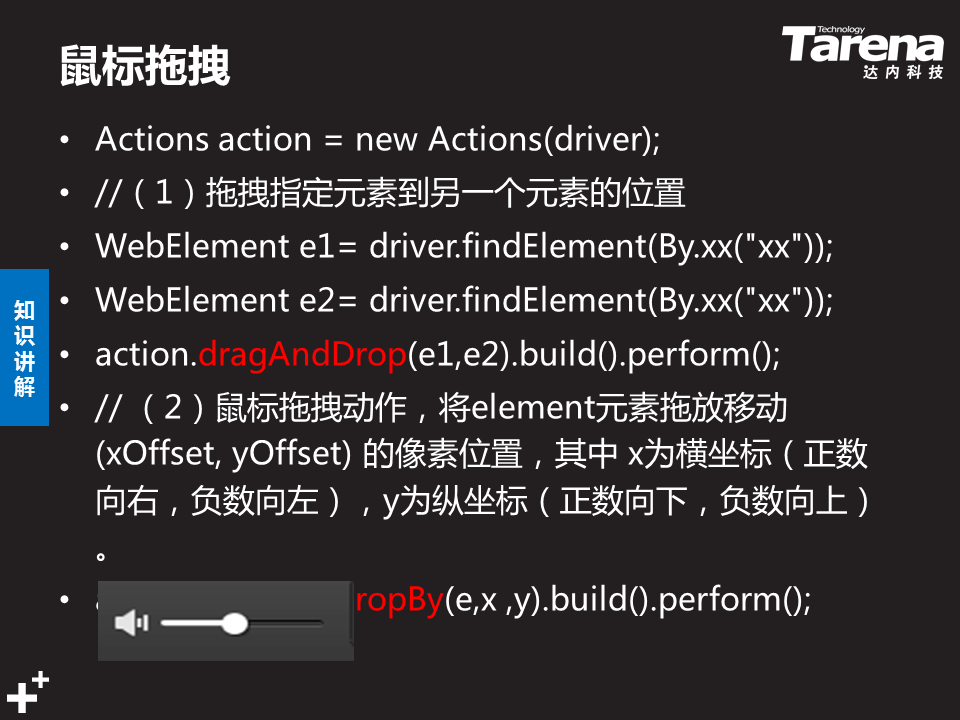 鼠标拖拽
Technology
Tarena
达内科技
• Actions action = new Actions(driver);
• //（1）拖拽指定元素到另一个元素的位置
• WebElement e1= driver.findElement(By.xx("xx"));
• WebElement e2= driver.findElement(By.xx("xx"));
知识讲解
• action.dragAndDrop(e1,e2).build().perform();
• // （2）鼠标拖拽动作，将element元素拖放移动
(xOffset, yOffset) 的像素位置，其中 x为横坐标（正数
向右，负数向左），y为纵坐标（正数向下，负数向上）
。
• ropBy(e,x ,y).build().perform();